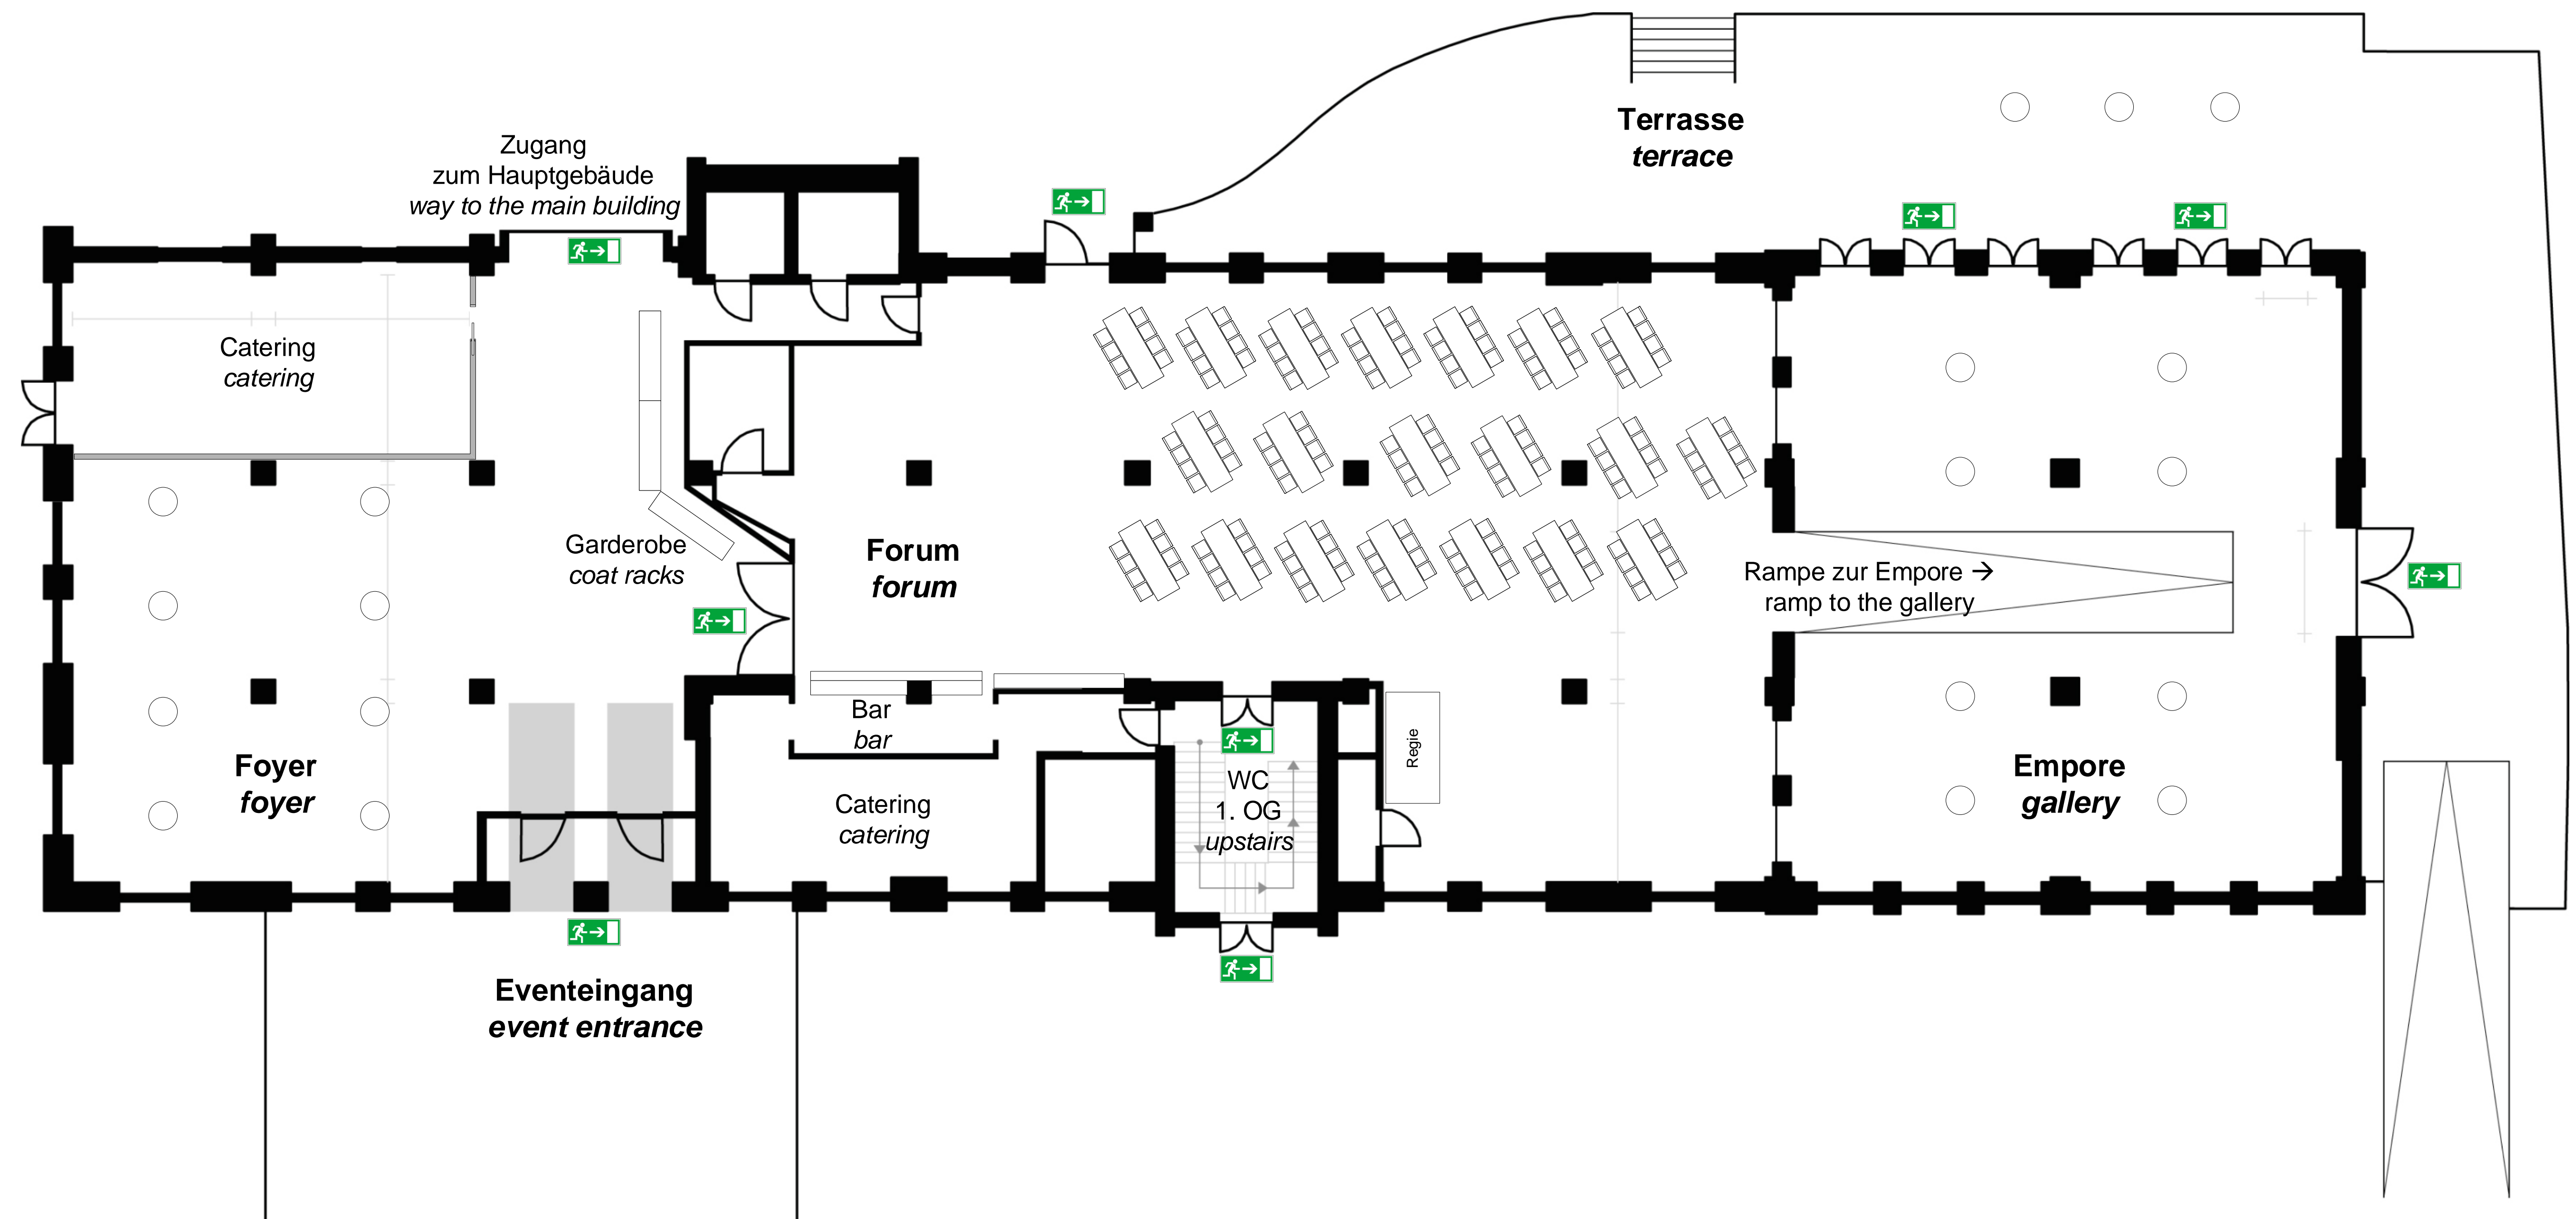 Terrasse
terrace
Zugang
zum Hauptgebäude
way to the main building
Catering
catering
Garderobe
coat racks
Forum
forum
Rampe zur Empore →
ramp to the gallery
Bar
bar
Regie
Foyer
foyer
WC
1. OG
upstairs
Catering
catering
Empore
gallery
Eventeingang
event entrance